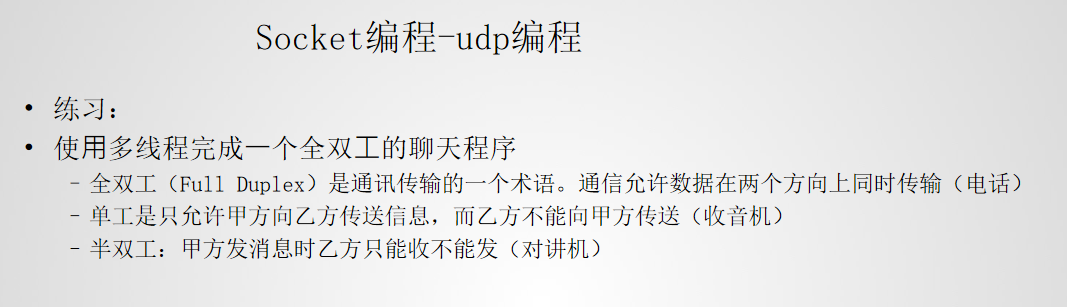 Socket编程-udp编程
• 练习：
• 使用多线程完成一个全双工的聊天程序
– 全双工（Full Duplex）是通讯传输的一个术语。通信允许数据在两个方向上同时传输（电话）
– 单工是只允许甲方向乙方传送信息，而乙方不能向甲方传送（收音机）
– 半双工：甲方发消息时乙方只能收不能发（对讲机）